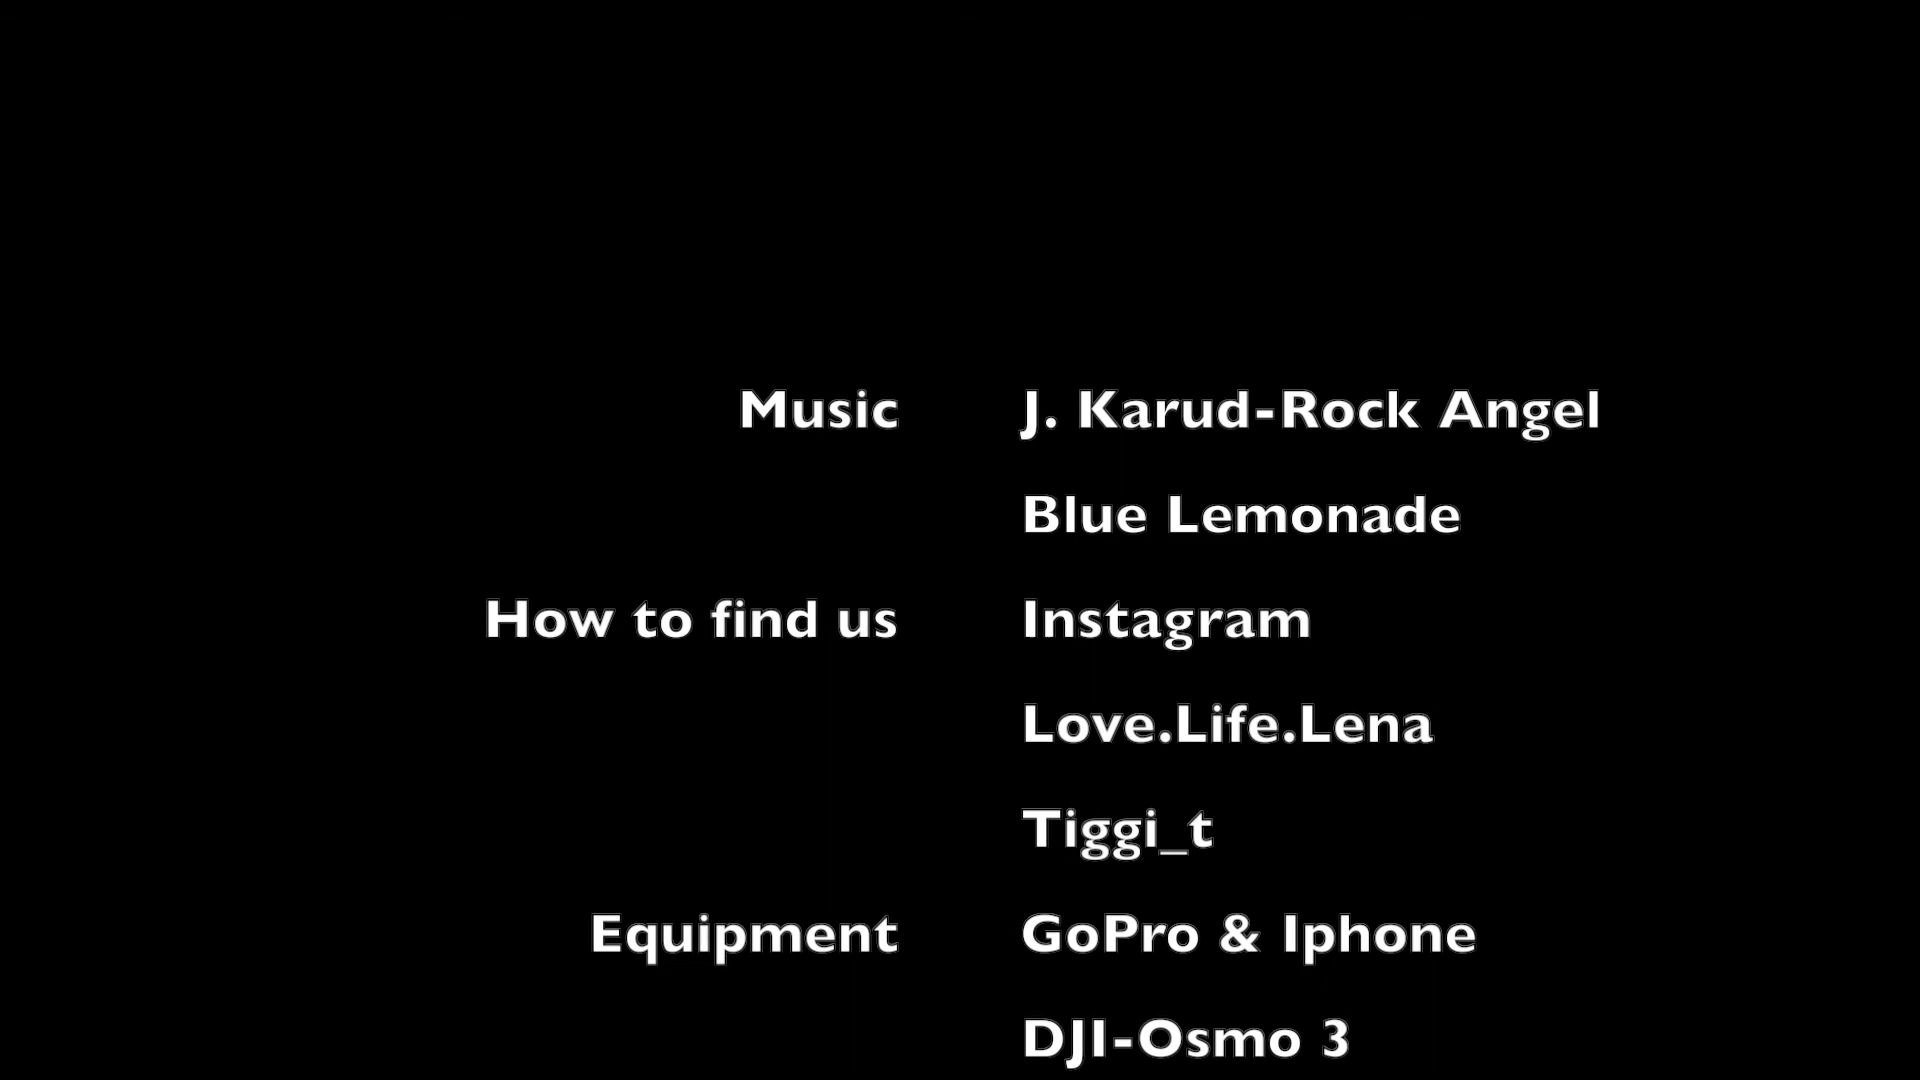 Music J. Karud-Rock Angel
Blue Lemonade
How to find us Instagram
Love.Life.Lena
Tiggi_t
Equipment GoPro & Iphone
DJI-Osmo 3